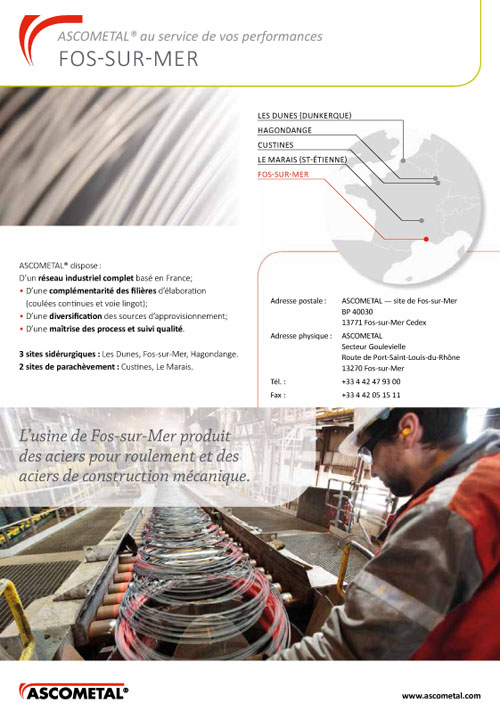 ASCOMETAL® au service de vos performances
FOS-SUR-MER
LES DUNES (DUNKERQUE)
HAGONDANGE
CUSTINES
LE MARAIS (ST-ÉTIENNE)
FOS-SUR-MER
ASCOMETAL® dispose :
D'un réseau industriel complet basé en France;
• D'une complémentarité des filières d'élaboration
(coulées continues et voie lingot);
• D'une diversification des sources d'approvisionnement;
• D'une maîtrise des process et suivi qualité.
3 sites sidérurgiques : Les Dunes, Fos-sur-Mer, Hagondange.
2 sites de parachèvement : Custines, Le Marais.
Adresse postale : ASCOMETAL — site de Fos-sur-Mer
BP 40030
13771 Fos-sur-Mer Cedex
Adresse physique : ASCOMETAL
Secteur Goulevielle
Route de Port-Saint-Louis-du-Rhône
13270 Fos-sur-Mer
Tél. : +33 4 42 47 93 00
Fax : +33 4 42 05 15 11
L'usine de Fos-sur-Mer produit
des aciers pour roulement et des
aciers de construction mécanique.
ASCOMETAL®
www.ascometal.com